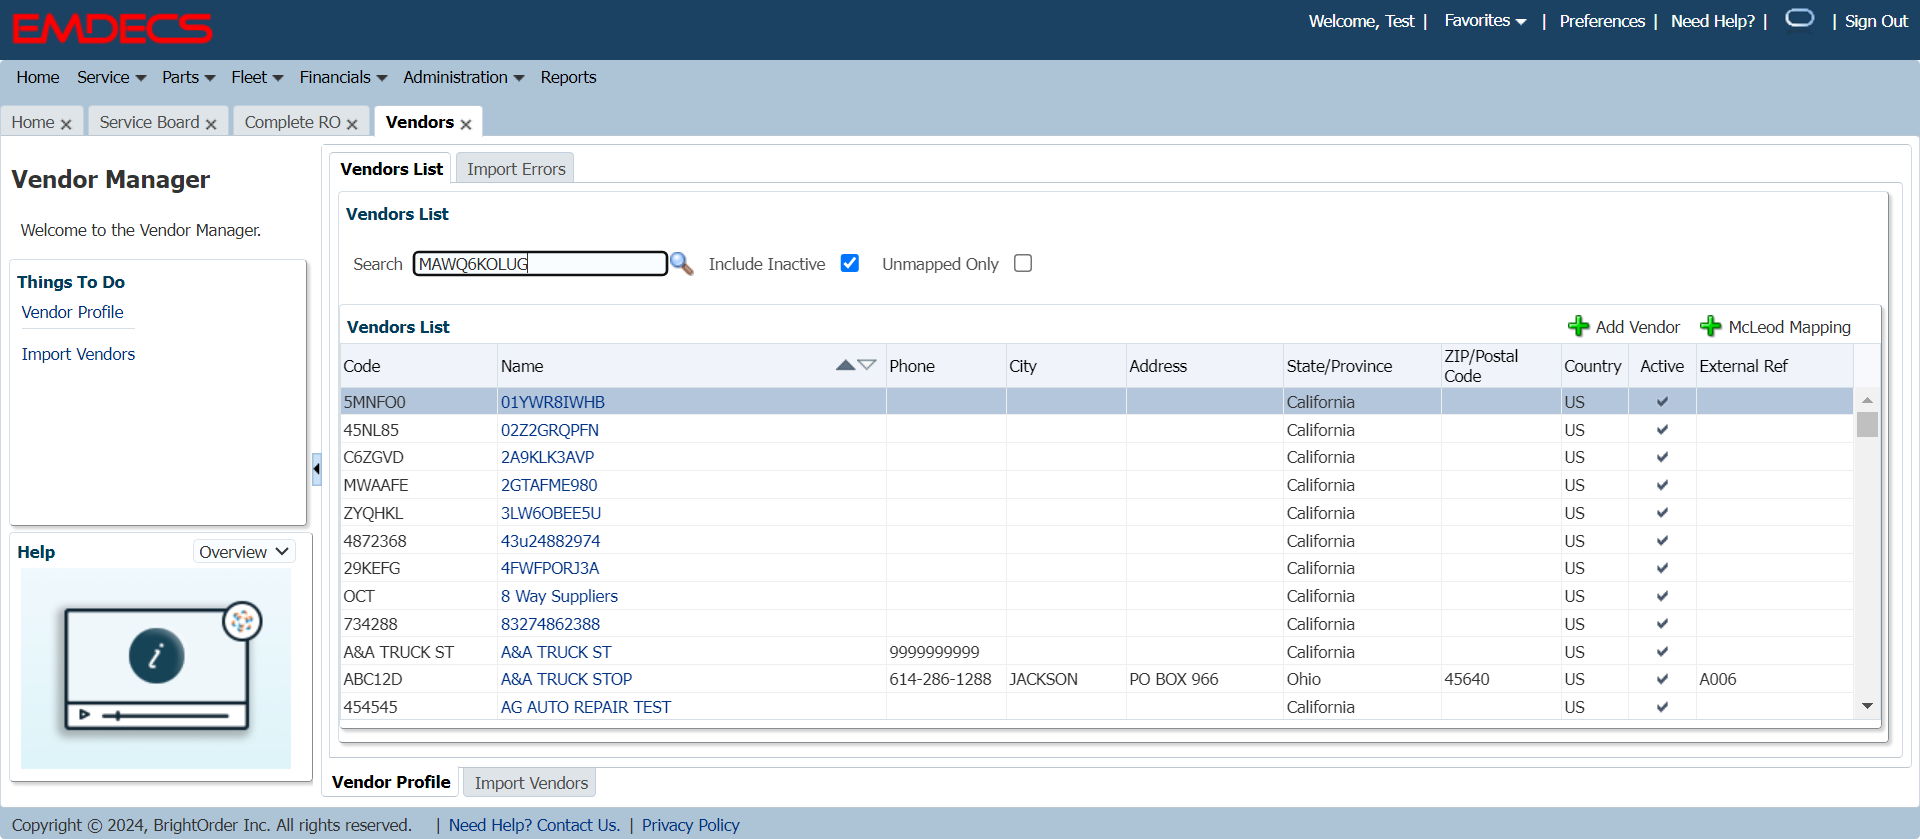 EMDECS
Welcome, Test | Favorites | Preferences | Need Help? | | Sign Out
Home Service Parts Fleet Financials Administration Reports
Home Service Board Complete RO Vendors
Vendor Manager
Welcome to the Vendor Manager.
Things To Do
Vendor Profile
Import Vendors
Help Overview
i
Vendors List Import Errors
Vendors List
Search MAWQ6KOLUG Include Inactive Unmapped Only
Vendors List Add Vendor McLeod Mapping
Code Name Phone City Address State/Province ZIP/Postal Code Country Active External Ref
5MNFO0 01YWR8IWHB California US
45NL85 02Z2GRQPFN California US
C6ZGVD 2A9KLK3AVP California US
MWAAFE 2GTAFME980 California US
ZYQHKL 3LW6OBEE5U California US
4872368 43u24882974 California US
29KEFG 4FWFPORJ3A California US
OCT 8 Way Suppliers California US
734288 83274862388 California US
A&A TRUCK ST A&A TRUCK ST 9999999999 California US
ABC12D A&A TRUCK STOP 614-286-1288 JACKSON PO BOX 966 Ohio 45640 US A006
454545 AG AUTO REPAIR TEST California US
Vendor Profile Import Vendors
Copyright © 2024, BrightOrder Inc. All rights reserved. | Need Help? Contact Us. | Privacy Policy